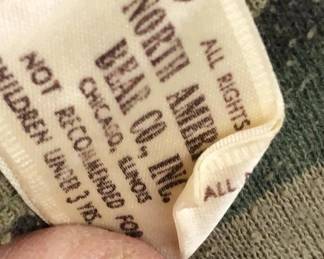 ALL RIGHTS
NORTH AMER
BEAR CO., INC.
CHICAGO, ILLINOIS
NOT RECOMMENDED FOR
CHILDREN UNDER 3 YRS
ALL